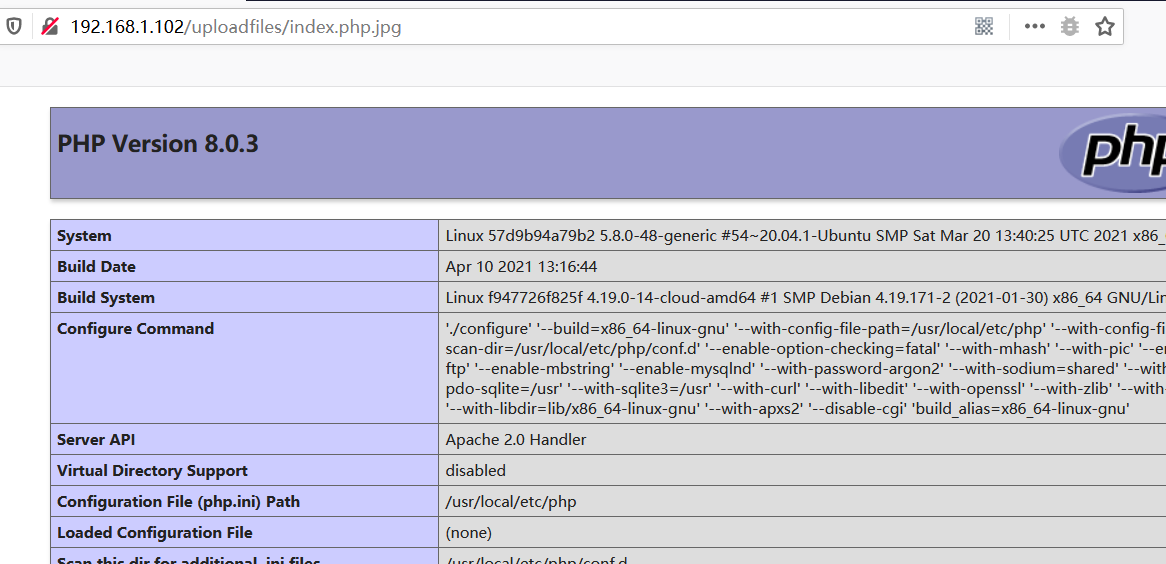 192.168.1.102/uploadfiles/index.php.jpg
PHP Version 8.0.3
php
System
Linux 57d9b94a79b2 5.8.0-48-generic #54~20.04.1-Ubuntu SMP Sat Mar 20 13:40:25 UTC 2021 x86_
Build Date
Apr 10 2021 13:16:44
Build System
Linux f947726f825f 4.19.0-14-cloud-amd64 #1 SMP Debian 4.19.171-2 (2021-01-30) x86_64 GNU/Lin
Configure Command
'./configure' '--build=x86_64-linux-gnu' '--with-config-file-path=/usr/local/etc/php' '--with-config-fi
scan-dir=/usr/local/etc/php/conf.d' '--enable-option-checking=fatal' '--with-mhash' '--with-pic' '--e
ftp' '--enable-mbstring' '--enable-mysqlnd' '--with-password-argon2' '--with-sodium=shared' '--wit
pdo-sqlite=/usr' '--with-sqlite3=/usr' '--with-curl' '--with-libedit' '--with-openssl' '--with-zlib' '--with-
'--with-libdir=lib/x86_64-linux-gnu' '--with-apxs2' '--disable-cgi' 'build_alias=x86_64-linux-gnu'
Server API
Apache 2.0 Handler
Virtual Directory Support
disabled
Configuration File (php.ini) Path
/usr/local/etc/php
Loaded Configuration File
(none)
Scan this dir for additional .ini files
/usr/local/etc/php/conf.d